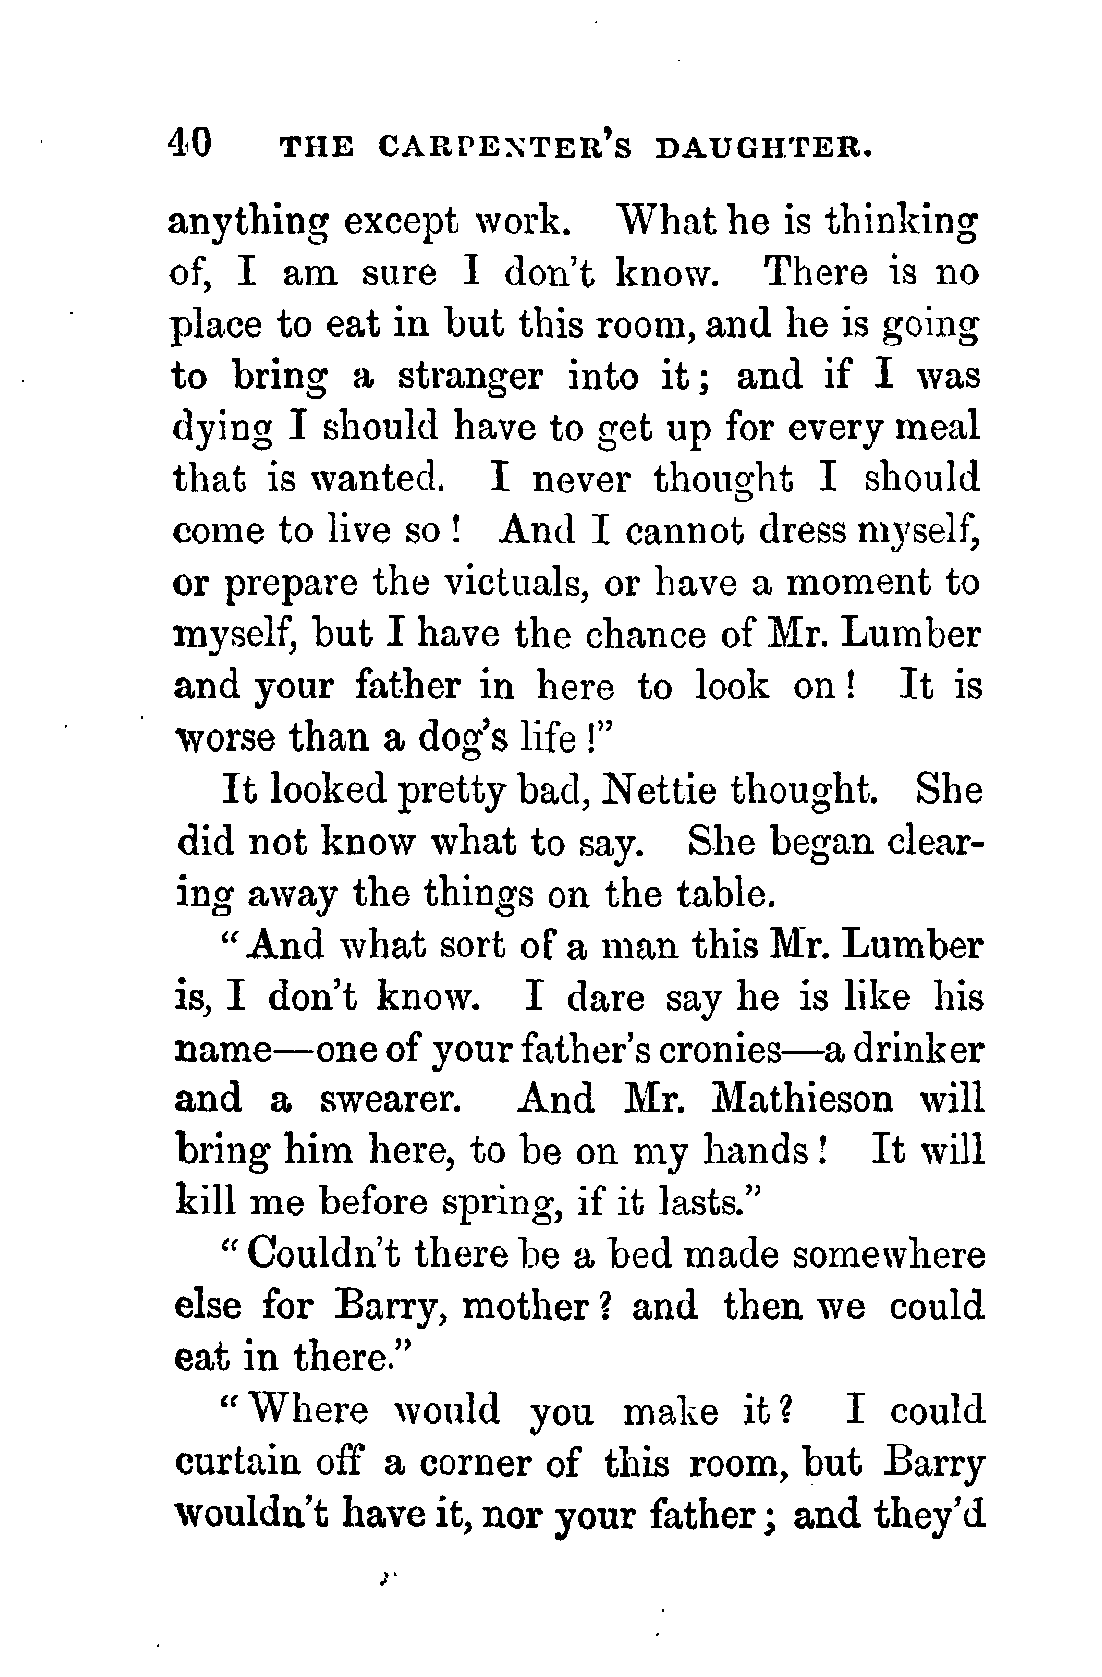 40 THE CARPENTER'S DAUGHTER.
anything except work. What he is thinking
of, I am sure I don't know. There is no
place to eat in but this room, and he is going
to bring a stranger into it; and if I was
dying I should have to get up for every meal
that is wanted. I never thought I should
come to live so! And I cannot dress myself,
or prepare the victuals, or have a moment to
myself, but I have the chance of Mr. Lumber
and your father in here to look on! It is
worse than a dog's life!"
It looked pretty bad, Nettie thought. She
did not know what to say. She began clear-
ing away the things on the table.
"And what sort of a man this Mr. Lumber
is, I don't know. I dare say he is like his
name—one of your father's cronies—a drinker
and a swearer. And Mr. Mathieson will
bring him here, to be on my hands! It will
kill me before spring, if it lasts."
"Couldn't there be a bed made somewhere
else for Barry, mother? and then we could
eat in there."
"Where would you make it? I could
curtain off a corner of this room, but Barry
wouldn't have it, nor your father; and they'd